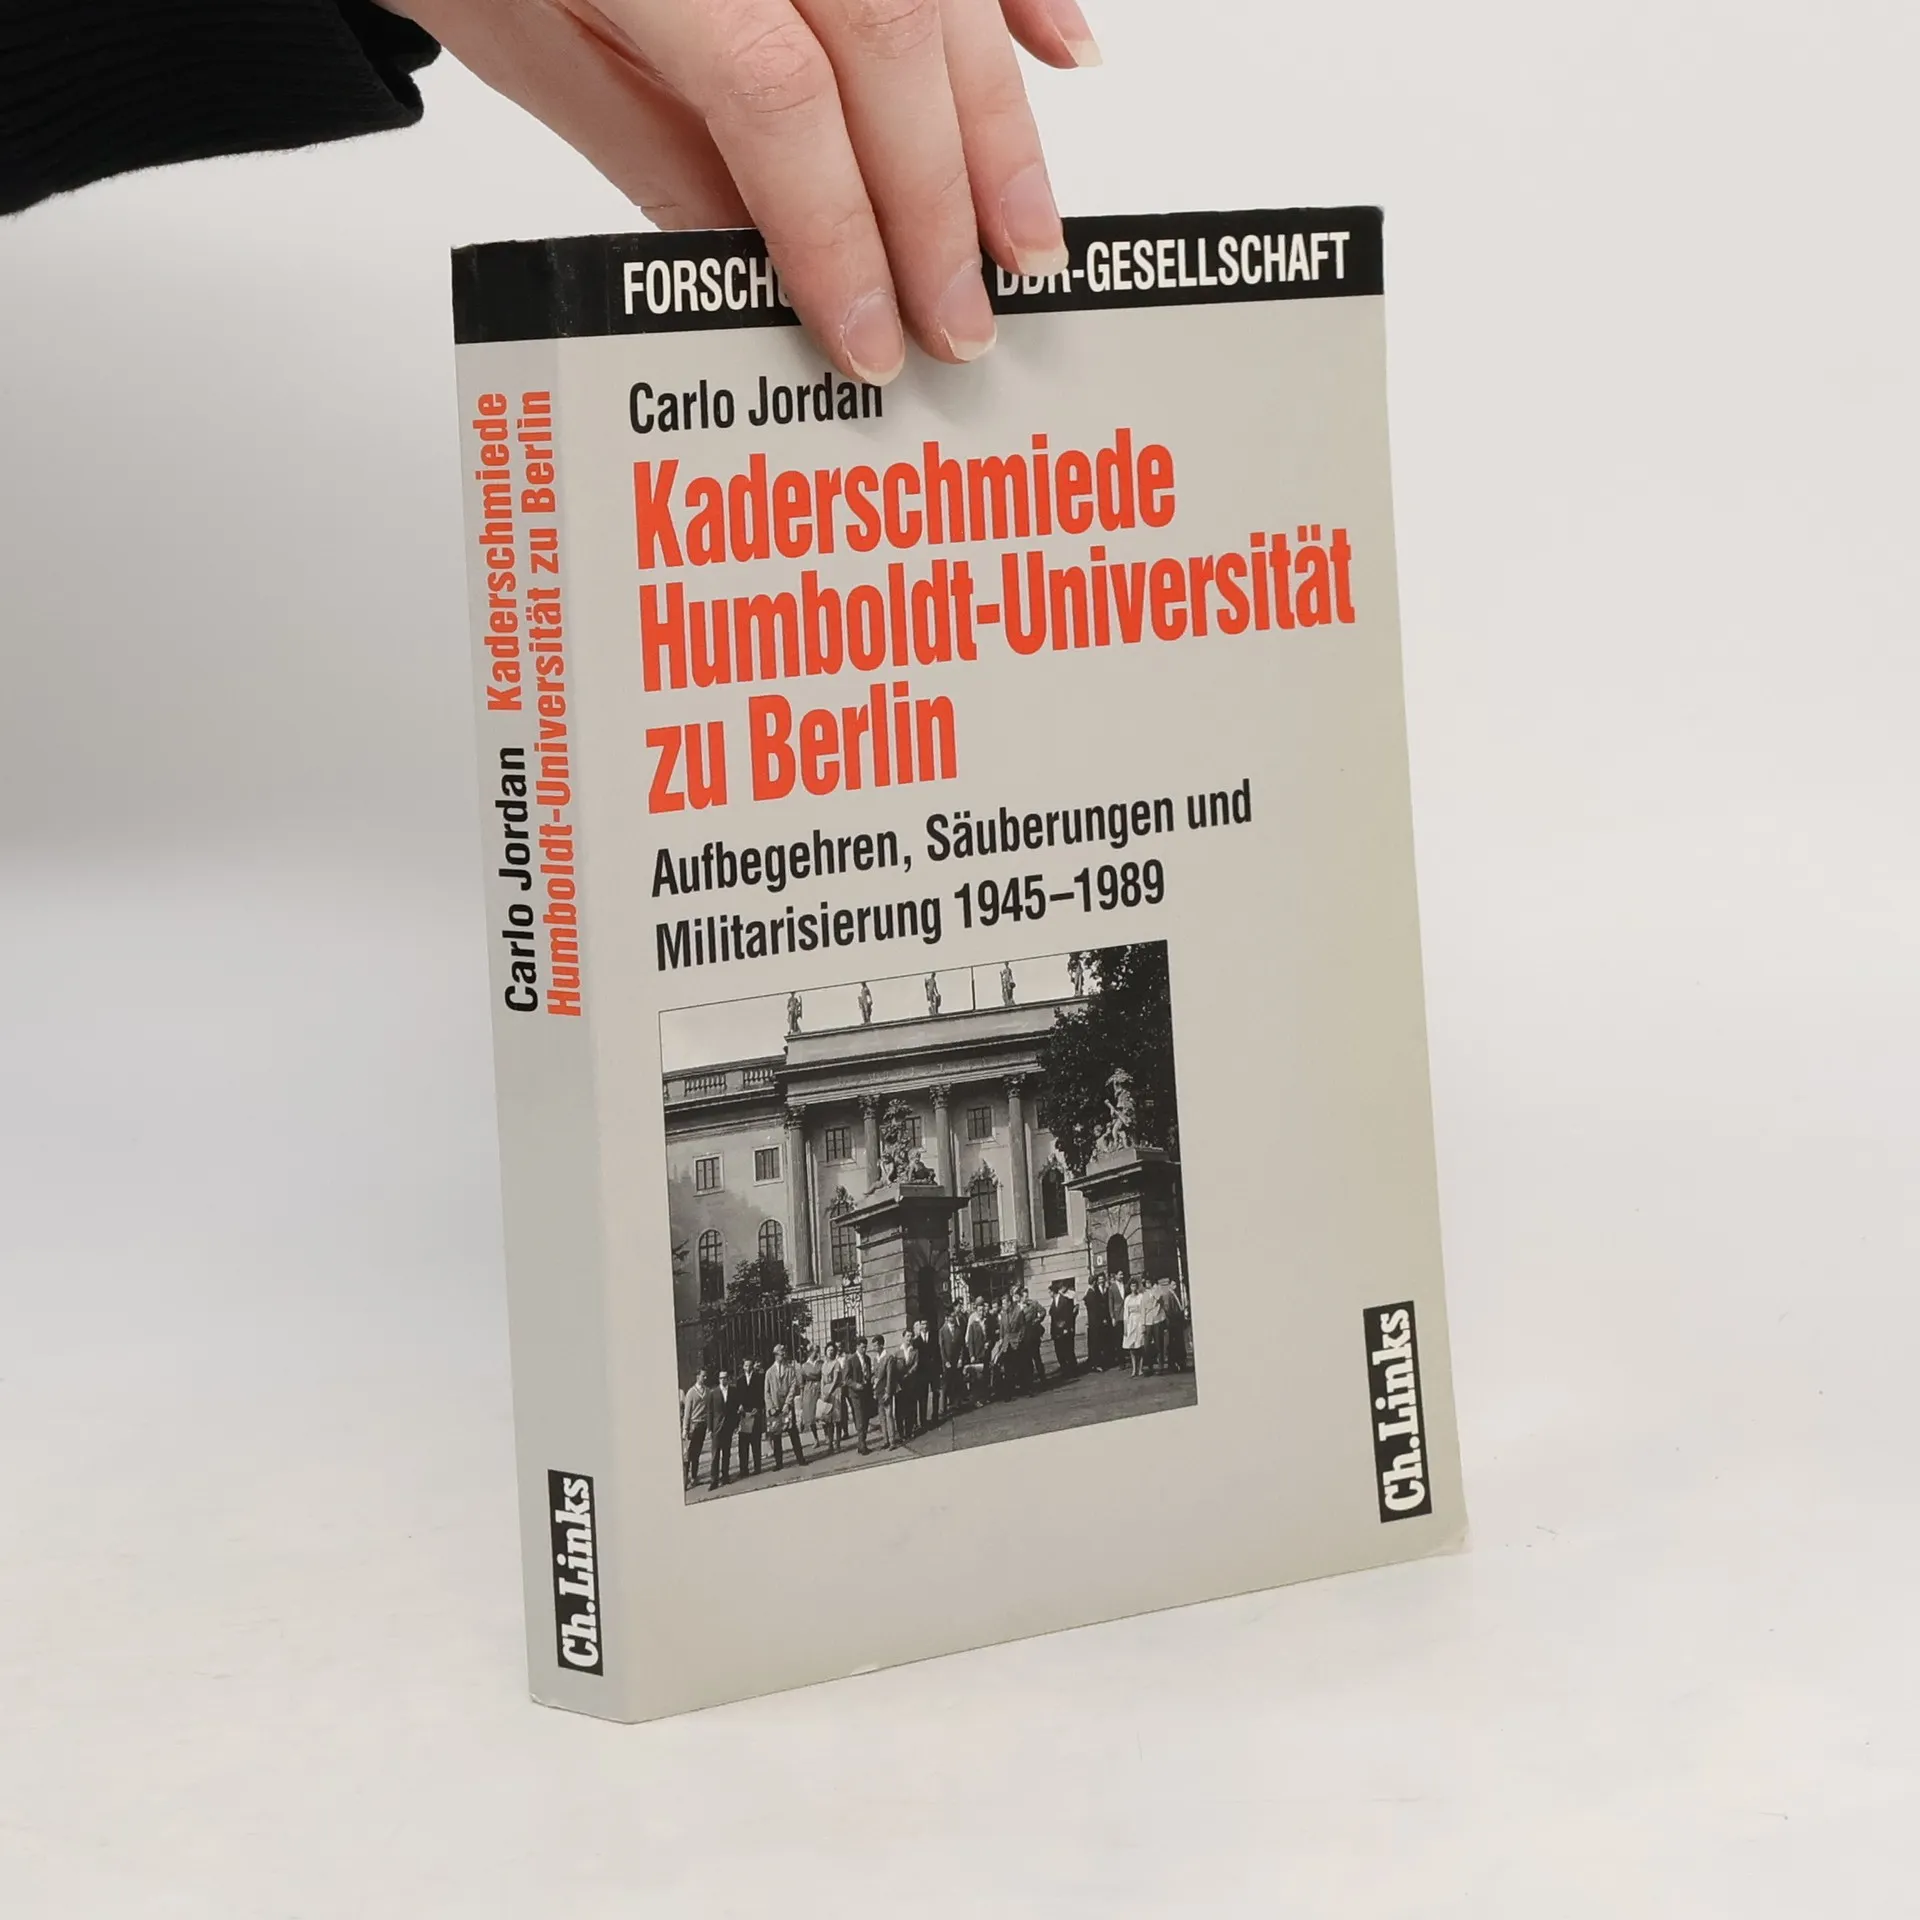 DDR-GESELLSCHAFT
Carlo Jordan
Kaderschmiede
Humboldt-Universität
zu Berlin
Aufbegehren, Säuberungen und
Militarisierung 1945–1989
Ch.Links
Carlo Jordan Kaderschmiede
Humboldt-Universität zu Berlin
Ch.Links